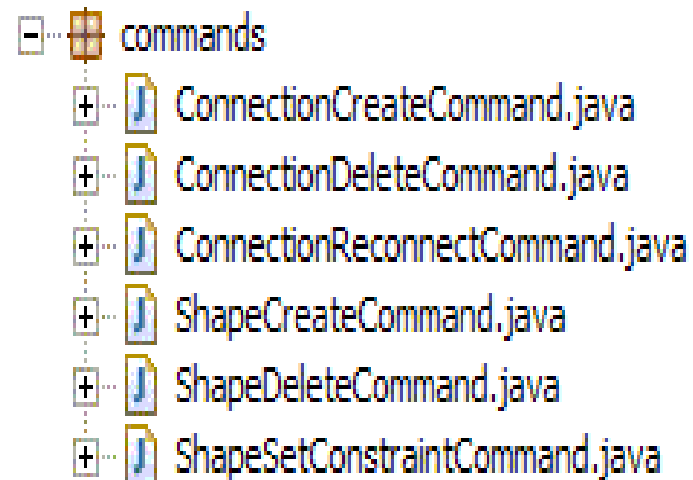 commands
ConnectionCreateCommand.java
ConnectionDeleteCommand.java
ConnectionReconnectCommand.java
ShapeCreateCommand.java
ShapeDeleteCommand.java
ShapeSetConstraintCommand.java